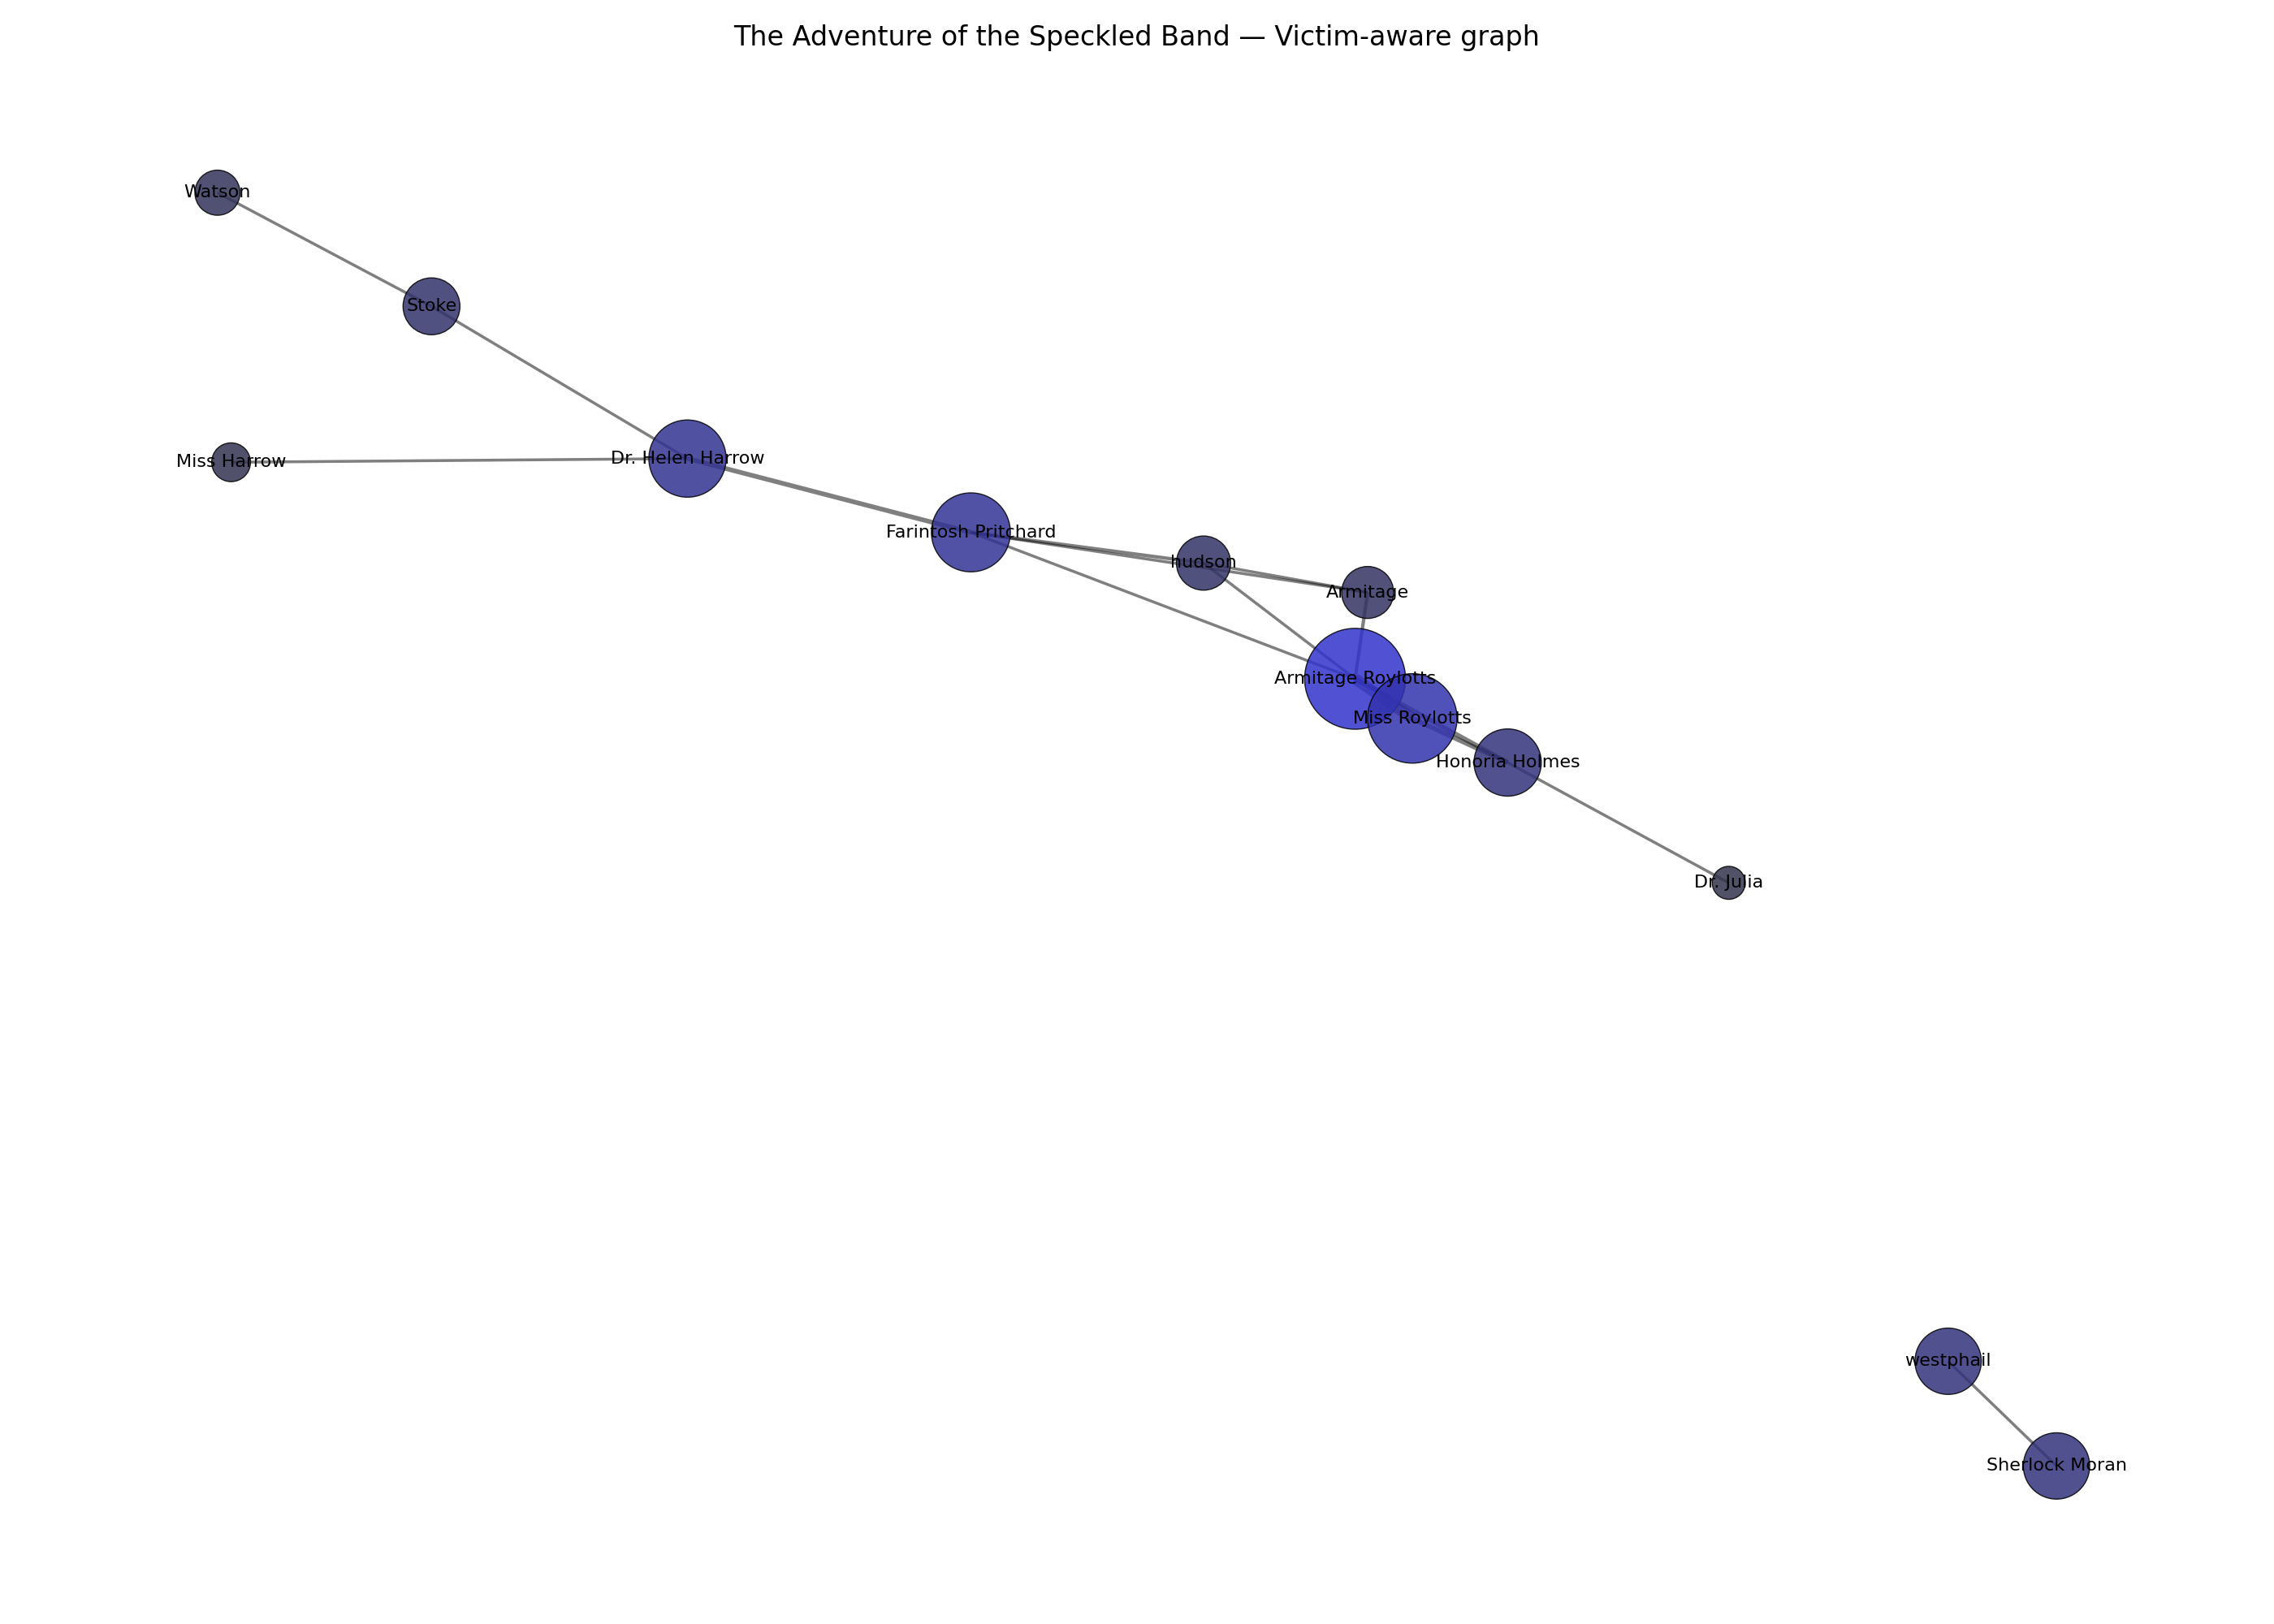 The Adventure of the Speckled Band — Victim-aware graph
Watson
Stoke
Miss Harrow
Dr. Helen Harrow
Farintosh Pritchard
hudson
Armitage
Armitage Roylotts
Miss Roylotts
Honoria Holmes
Dr. Julia
westphail
Sherlock Moran